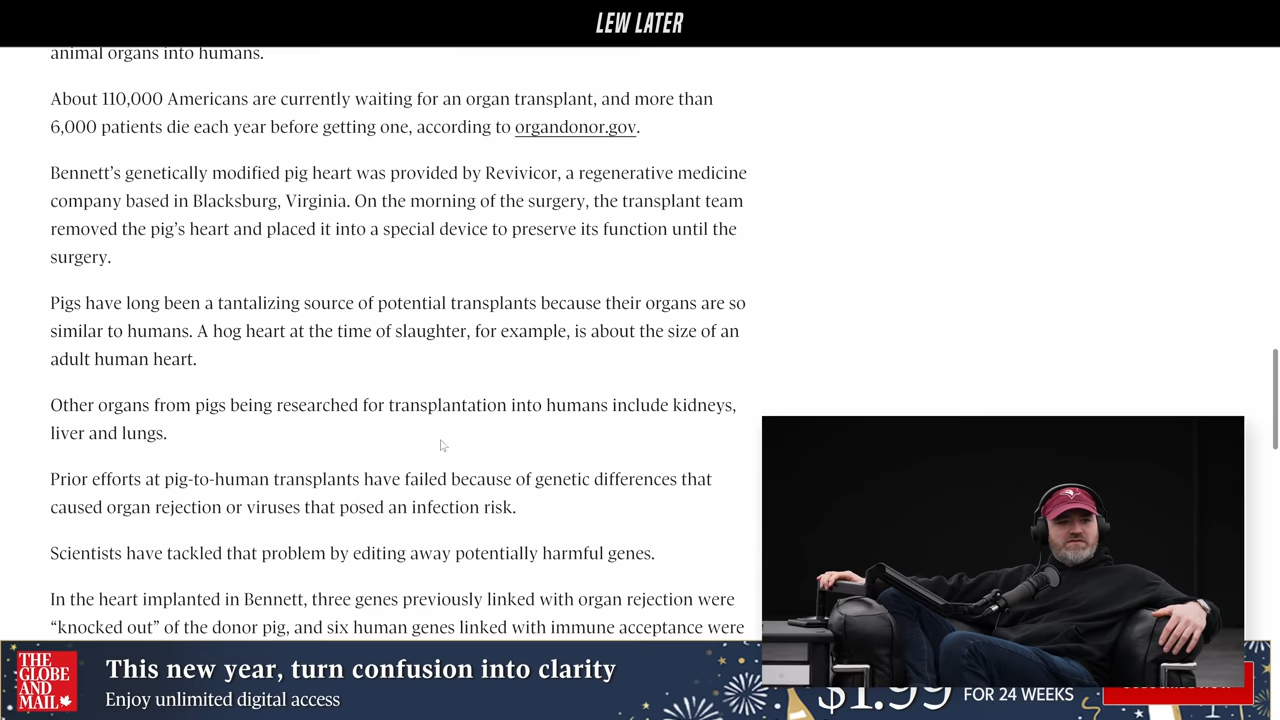 LEW LATER
animal organs into humans.
About 110,000 Americans are currently waiting for an organ transplant, and more than
6,000 patients die each year before getting one, according to organdonor.gov.
Bennett’s genetically modified pig heart was provided by Revivicor, a regenerative medicine
company based in Blacksburg, Virginia. On the morning of the surgery, the transplant team
removed the pig’s heart and placed it into a special device to preserve its function until the
surgery.
Pigs have long been a tantalizing source of potential transplants because their organs are so
similar to humans. A hog heart at the time of slaughter, for example, is about the size of an
adult human heart.
Other organs from pigs being researched for transplantation into humans include kidneys,
liver and lungs.
Prior efforts at pig-to-human transplants have failed because of genetic differences that
caused organ rejection or viruses that posed an infection risk.
Scientists have tackled that problem by editing away potentially harmful genes.
In the heart implanted in Bennett, three genes previously linked with organ rejection were
“knocked out” of the donor pig, and six human genes linked with immune acceptance were
THE
GLOBE
AND
MAIL
This new year, turn confusion into clarity
Enjoy unlimited digital access
$1.99
FOR 24 WEEKS